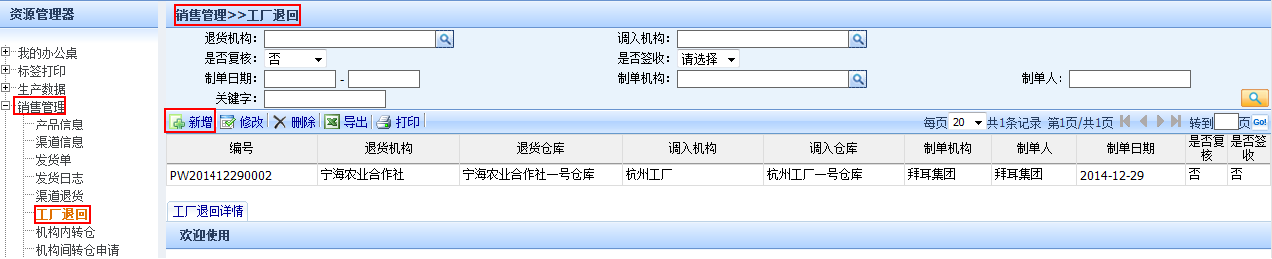 资源管理器
我的办公桌
标签打印
生产数据
销售管理
产品信息
渠道信息
发货单
发货日志
渠道退货
工厂退回
机构内转仓
机构间转仓申请
销售管理>>工厂退回
退货机构: 调入机构:
是否复核: 否 是否签收: 请选择
制单日期: - 制单机构: 制单人:
关键字:
新增 修改 删除 导出 打印 每页 20 共1条记录 第1页/共1页 转到 页 Go!
编号 退货机构 退货仓库 调入机构 调入仓库 制单机构 制单人 制单日期 是否复核 是否签收
PW201412290002 宁海农业合作社 宁海农业合作社一号仓库 杭州工厂 杭州工厂一号仓库 拜耳集团 拜耳集团 2014-12-29 否 否
工厂退回详情
欢迎使用